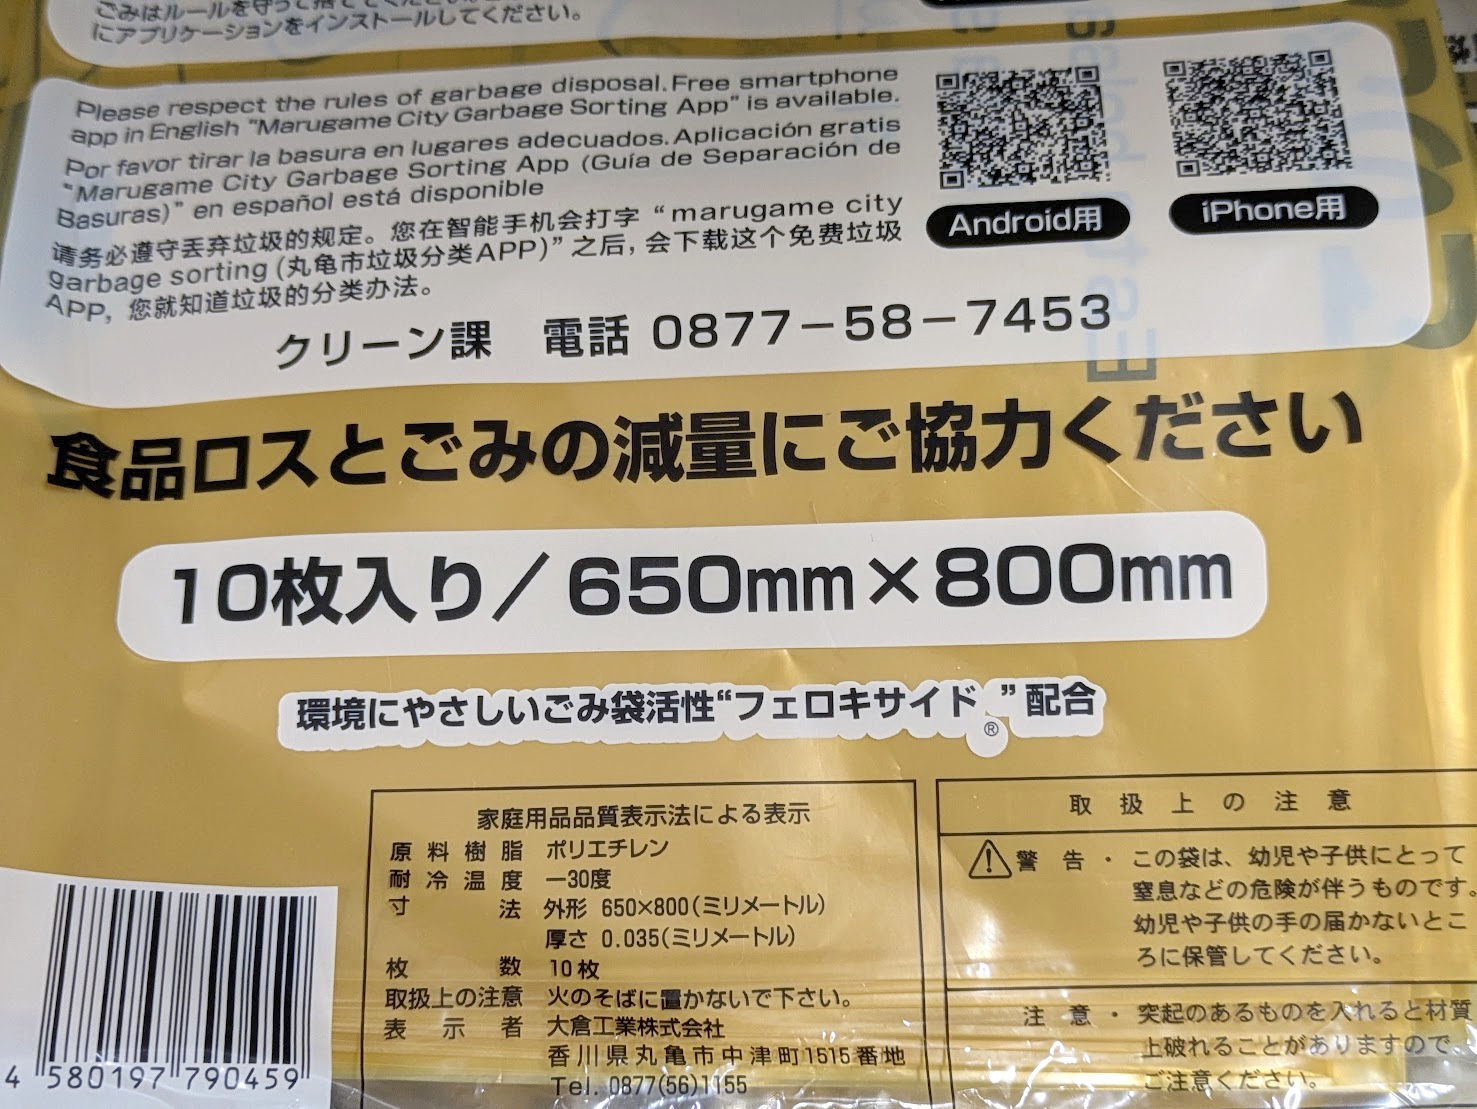 ごみはルールを守って捨ててください
にアプリケーションをインストールしてください。
Please respect the rules of garbage disposal. Free smartphone
app in English "Marugame City Garbage Sorting App" is available.
Por favor tirar la basura en lugares adecuados. Aplicación gratis
"Marugame City Garbage Sorting App (Guía de Separación de
Basuras)" en español está disponible
请务必遵守丢弃垃圾的规定。您在智能手机会打字 "marugame city
garbage sorting (丸亀市垃圾分类APP)" 之后, 会下载这个免费垃圾
APP, 您就知道垃圾的分类办法。
Android用
iPhone用
クリーン課 電話 0877-58-7453
食品ロスとごみの減量にご協力ください
10枚入り/650mm×800mm
環境にやさしいごみ袋活性“フェロキサイド®”配合
家庭用品品質表示法による表示
原料樹脂 ポリエチレン
耐冷温度 -30度
寸法 外形 650×800(ミリメートル)
厚さ 0.035(ミリメートル)
枚数 10枚
取扱上の注意 火のそばに置かないで下さい。
表示者 大倉工業株式会社
香川県丸亀市中津町1515番地
Tel. 0877(56)1155
取扱上の注意
警告・この袋は、幼児や子供にとって
窒息などの危険が伴うものです。
幼児や子供の手の届かないとこ
ろに保管してください。
注意・突起のあるものを入れると材質
上破れることがありますので、
ご注意ください。
4 580197 790459